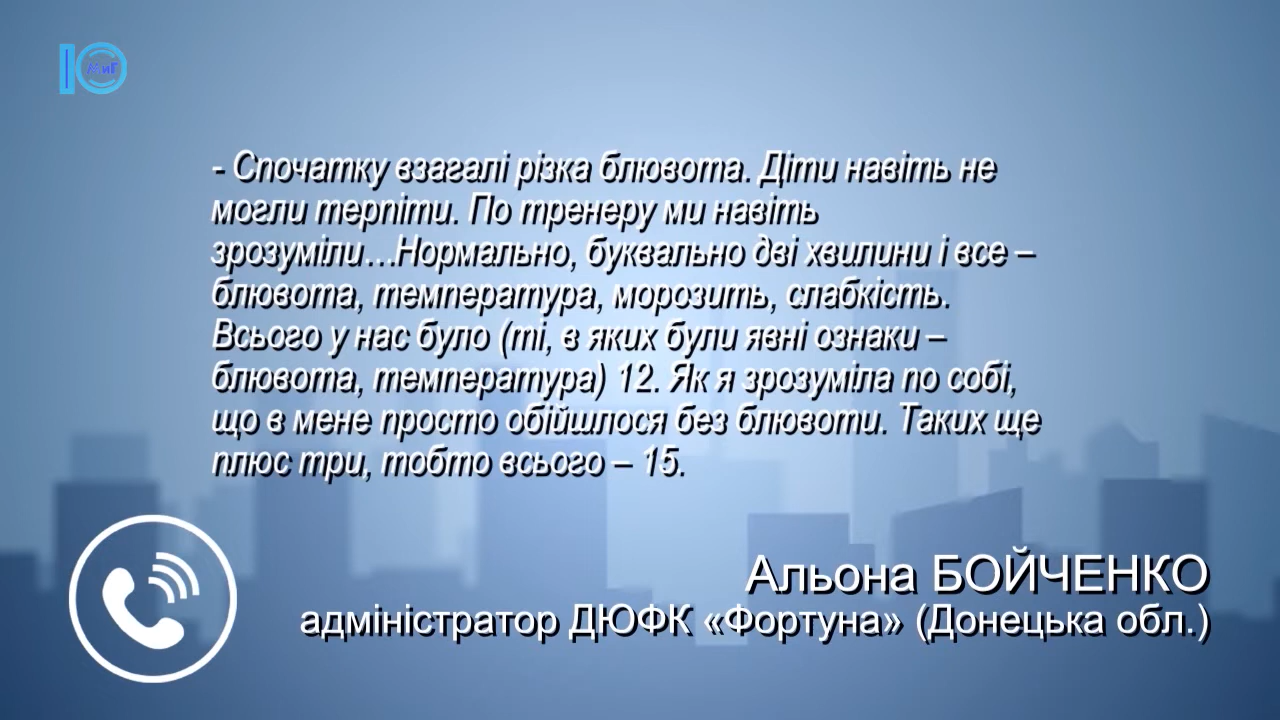 МиГ
- Спочатку взагалі різка блювота. Діти навіть не
могли терпіти. По тренеру ми навіть
зрозуміли…Нормально, буквально дві хвилини і все –
блювота, температура, морозить, слабкість.
Всього у нас було (ті, в яких були явні ознаки –
блювота, температура) 12. Як я зрозуміла по собі,
що в мене просто обійшлося без блювоти. Таких ще
плюс три, тобто всього – 15.
Альона БОЙЧЕНКО
адміністратор ДЮФК «Фортуна» (Донецька обл.)